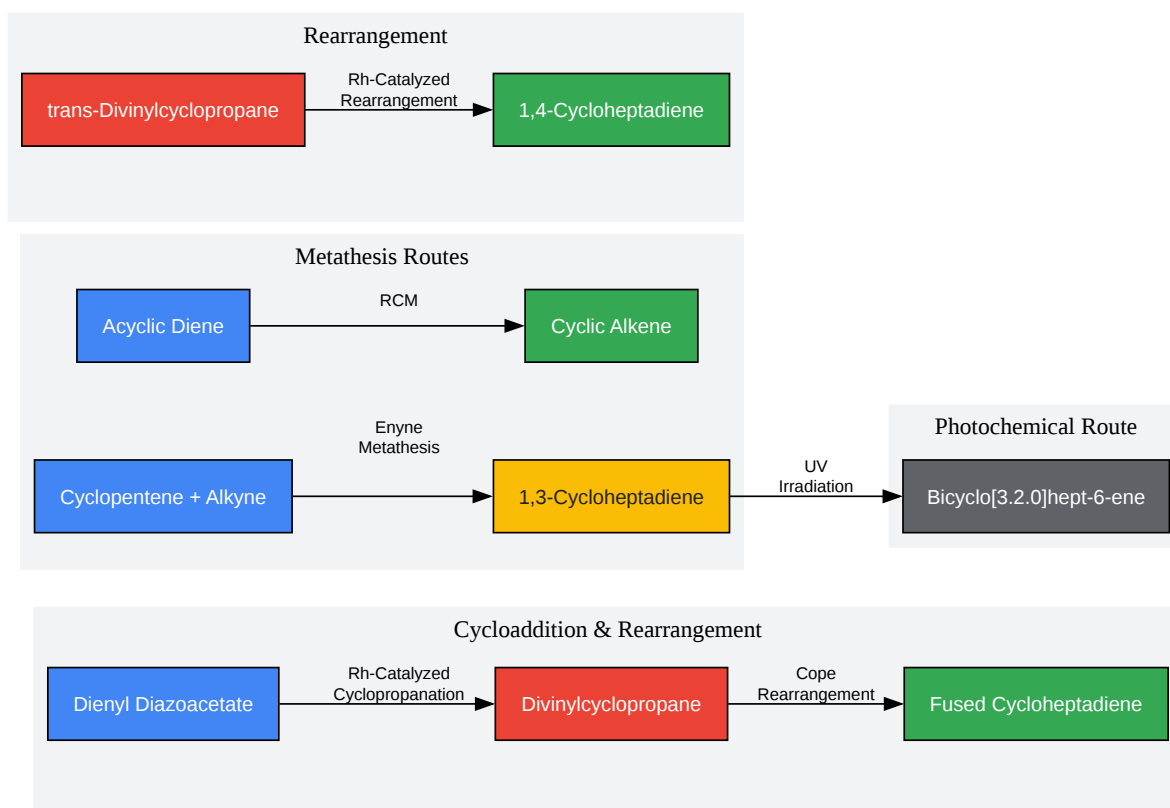 Rearrangement
trans-Divinylcyclopropane
Rh-Catalyzed
Rearrangement
1,4-Cycloheptadiene
Metathesis Routes
Acyclic Diene
RCM
Cyclic Alkene
Cyclopentene + Alkyne
Enyne
Metathesis
1,3-Cycloheptadiene
UV
Irradiation
Photochemical Route
Bicyclo[3.2.0]hept-6-ene
Cycloaddition & Rearrangement
Dienyl Diazoacetate
Rh-Catalyzed
Cyclopropanation
Divinylcyclopropane
Cope
Rearrangement
Fused Cycloheptadiene